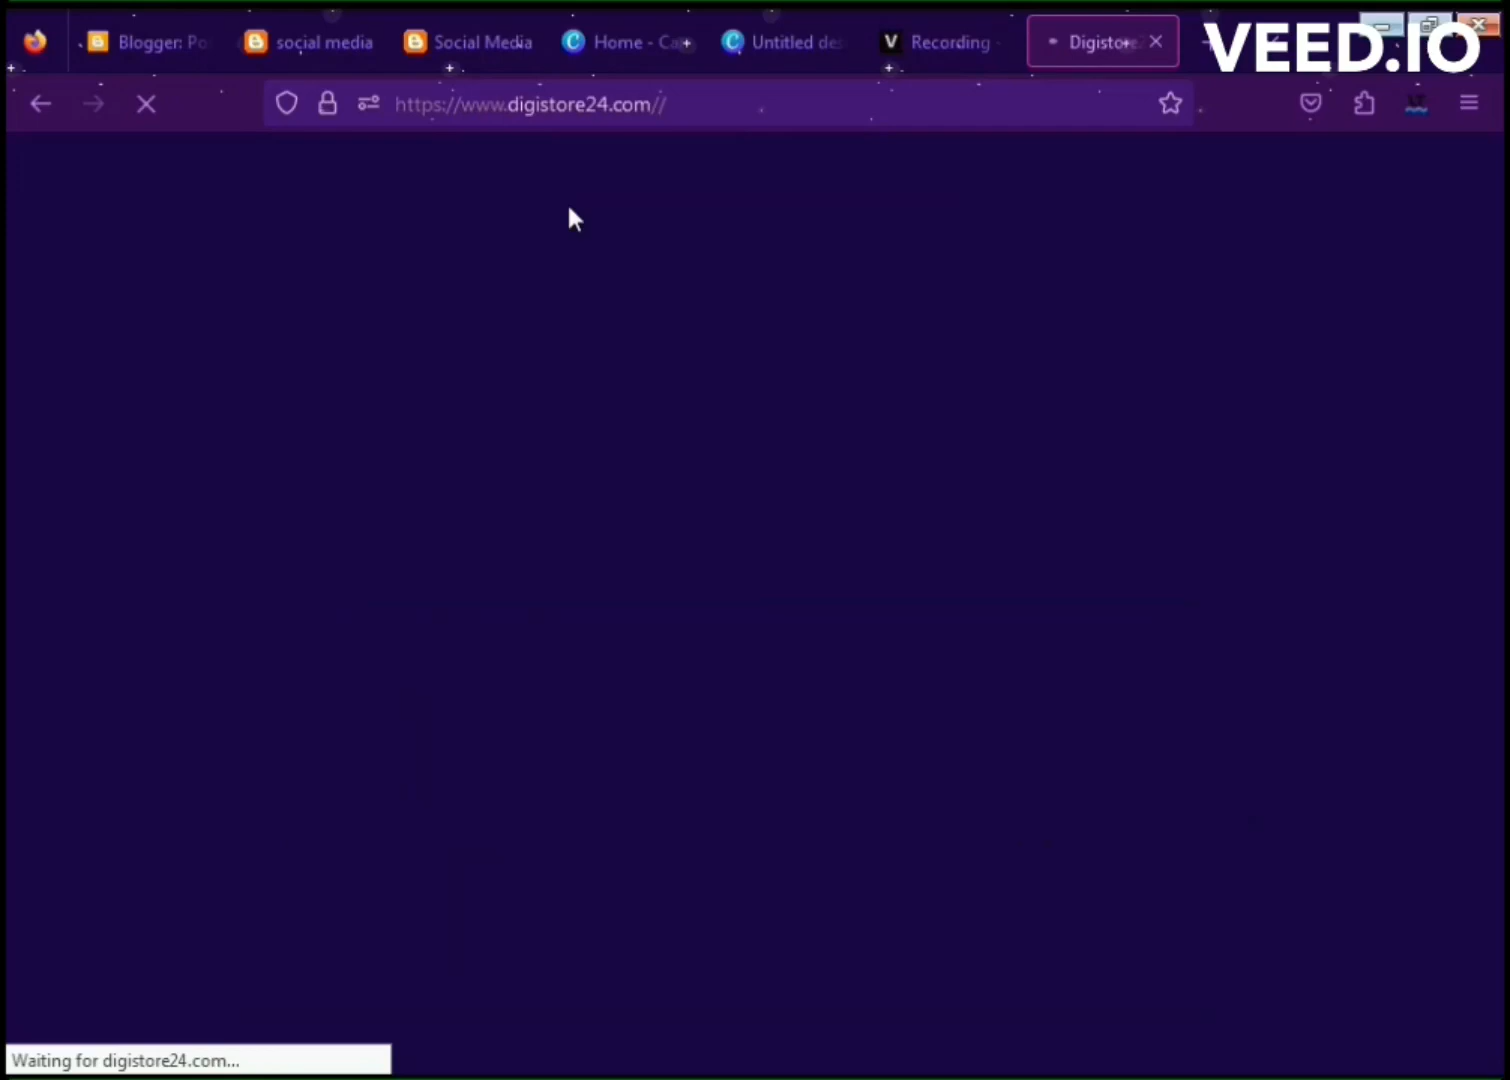 Blogger: Po
social media
Social Media
Home - Ca
Untitled des
V
Recording -
Digistore
VEED.IO
https://www.digistore24.com//
Waiting for digistore24.com...